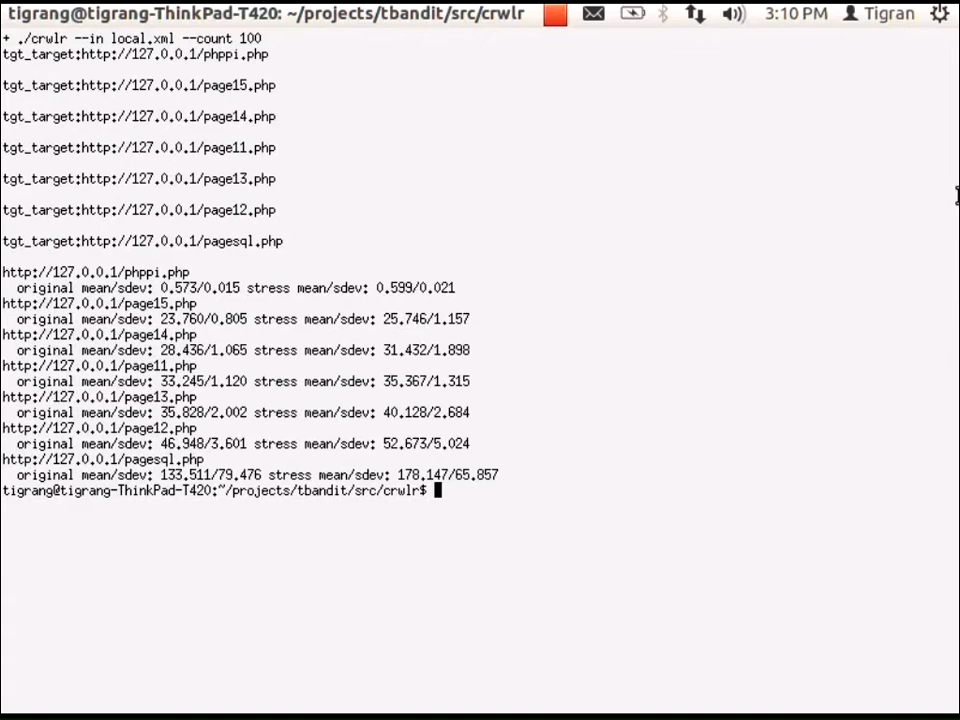 tigrang@tigrang-ThinkPad-T420: ~/projects/tbandit/src/crwlr 3:10 PM Tigran
+ ./crwlr --in local.xml --count 100
tgt_target:http://127.0.0.1/phppi.php
tgt_target:http://127.0.0.1/page15.php
tgt_target:http://127.0.0.1/page14.php
tgt_target:http://127.0.0.1/page11.php
tgt_target:http://127.0.0.1/page13.php
tgt_target:http://127.0.0.1/page12.php
tgt_target:http://127.0.0.1/pagesql.php
http://127.0.0.1/phppi.php
original mean/sdev: 0.573/0.015 stress mean/sdev: 0.599/0.021
http://127.0.0.1/page15.php
original mean/sdev: 23.760/0.805 stress mean/sdev: 25.746/1.157
http://127.0.0.1/page14.php
original mean/sdev: 28.436/1.065 stress mean/sdev: 31.432/1.898
http://127.0.0.1/page11.php
original mean/sdev: 33.245/1.120 stress mean/sdev: 35.367/1.315
http://127.0.0.1/page13.php
original mean/sdev: 35.828/2.002 stress mean/sdev: 40.128/2.684
http://127.0.0.1/page12.php
original mean/sdev: 46.948/3.601 stress mean/sdev: 52.673/5.024
http://127.0.0.1/pagesql.php
original mean/sdev: 133.511/79.476 stress mean/sdev: 178.147/65.857
tigrang@tigrang-ThinkPad-T420:~/projects/tbandit/src/crwlr$